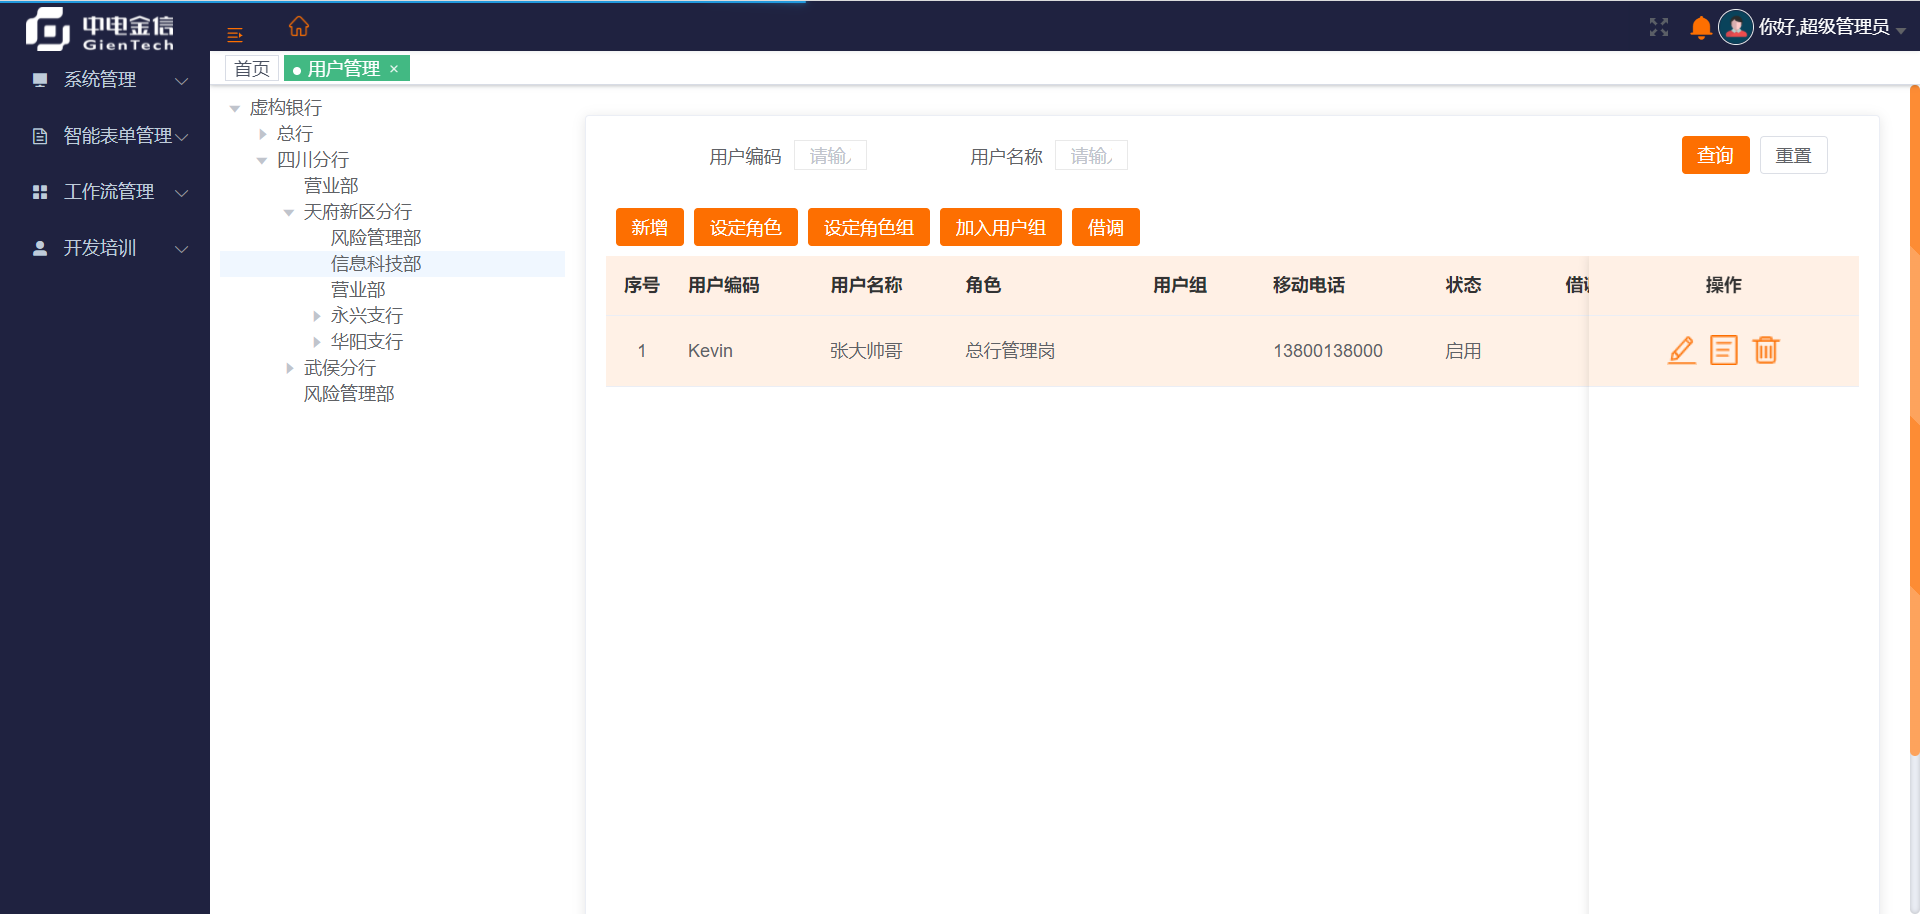 中电金信
GienTech
你好,超级管理员
系统管理
智能表单管理
工作流管理
开发培训
首页
用户管理 ×
虚构银行
总行
四川分行
营业部
天府新区分行
风险管理部
信息科技部
营业部
永兴支行
华阳支行
武侯分行
风险管理部
用户编码 请输 用户名称 请输 查询 重置
新增 设定角色 设定角色组 加入用户组 借调
序号 用户编码 用户名称 角色 用户组 移动电话 状态 借 操作
1 Kevin 张大帅哥 总行管理岗 13800138000 启用